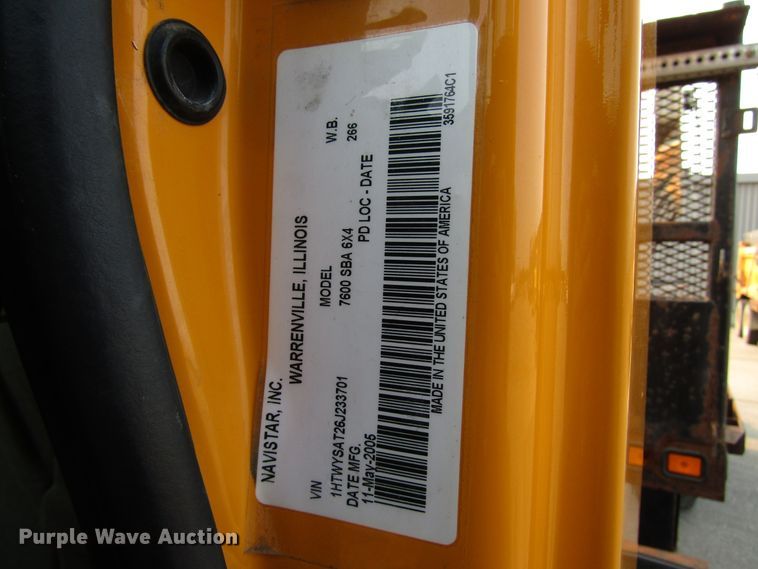 NAVISTAR, INC.
WARRENVILLE, ILLINOIS
VIN
MODEL
W.B.
1HTWYSAT26J233701
7600 SBA 6X4
266
DATE MFG.
PD LOC - DATE
11-May-2005
MADE IN THE UNITED STATES OF AMERICA
3591764C1
Purple Wave Auction